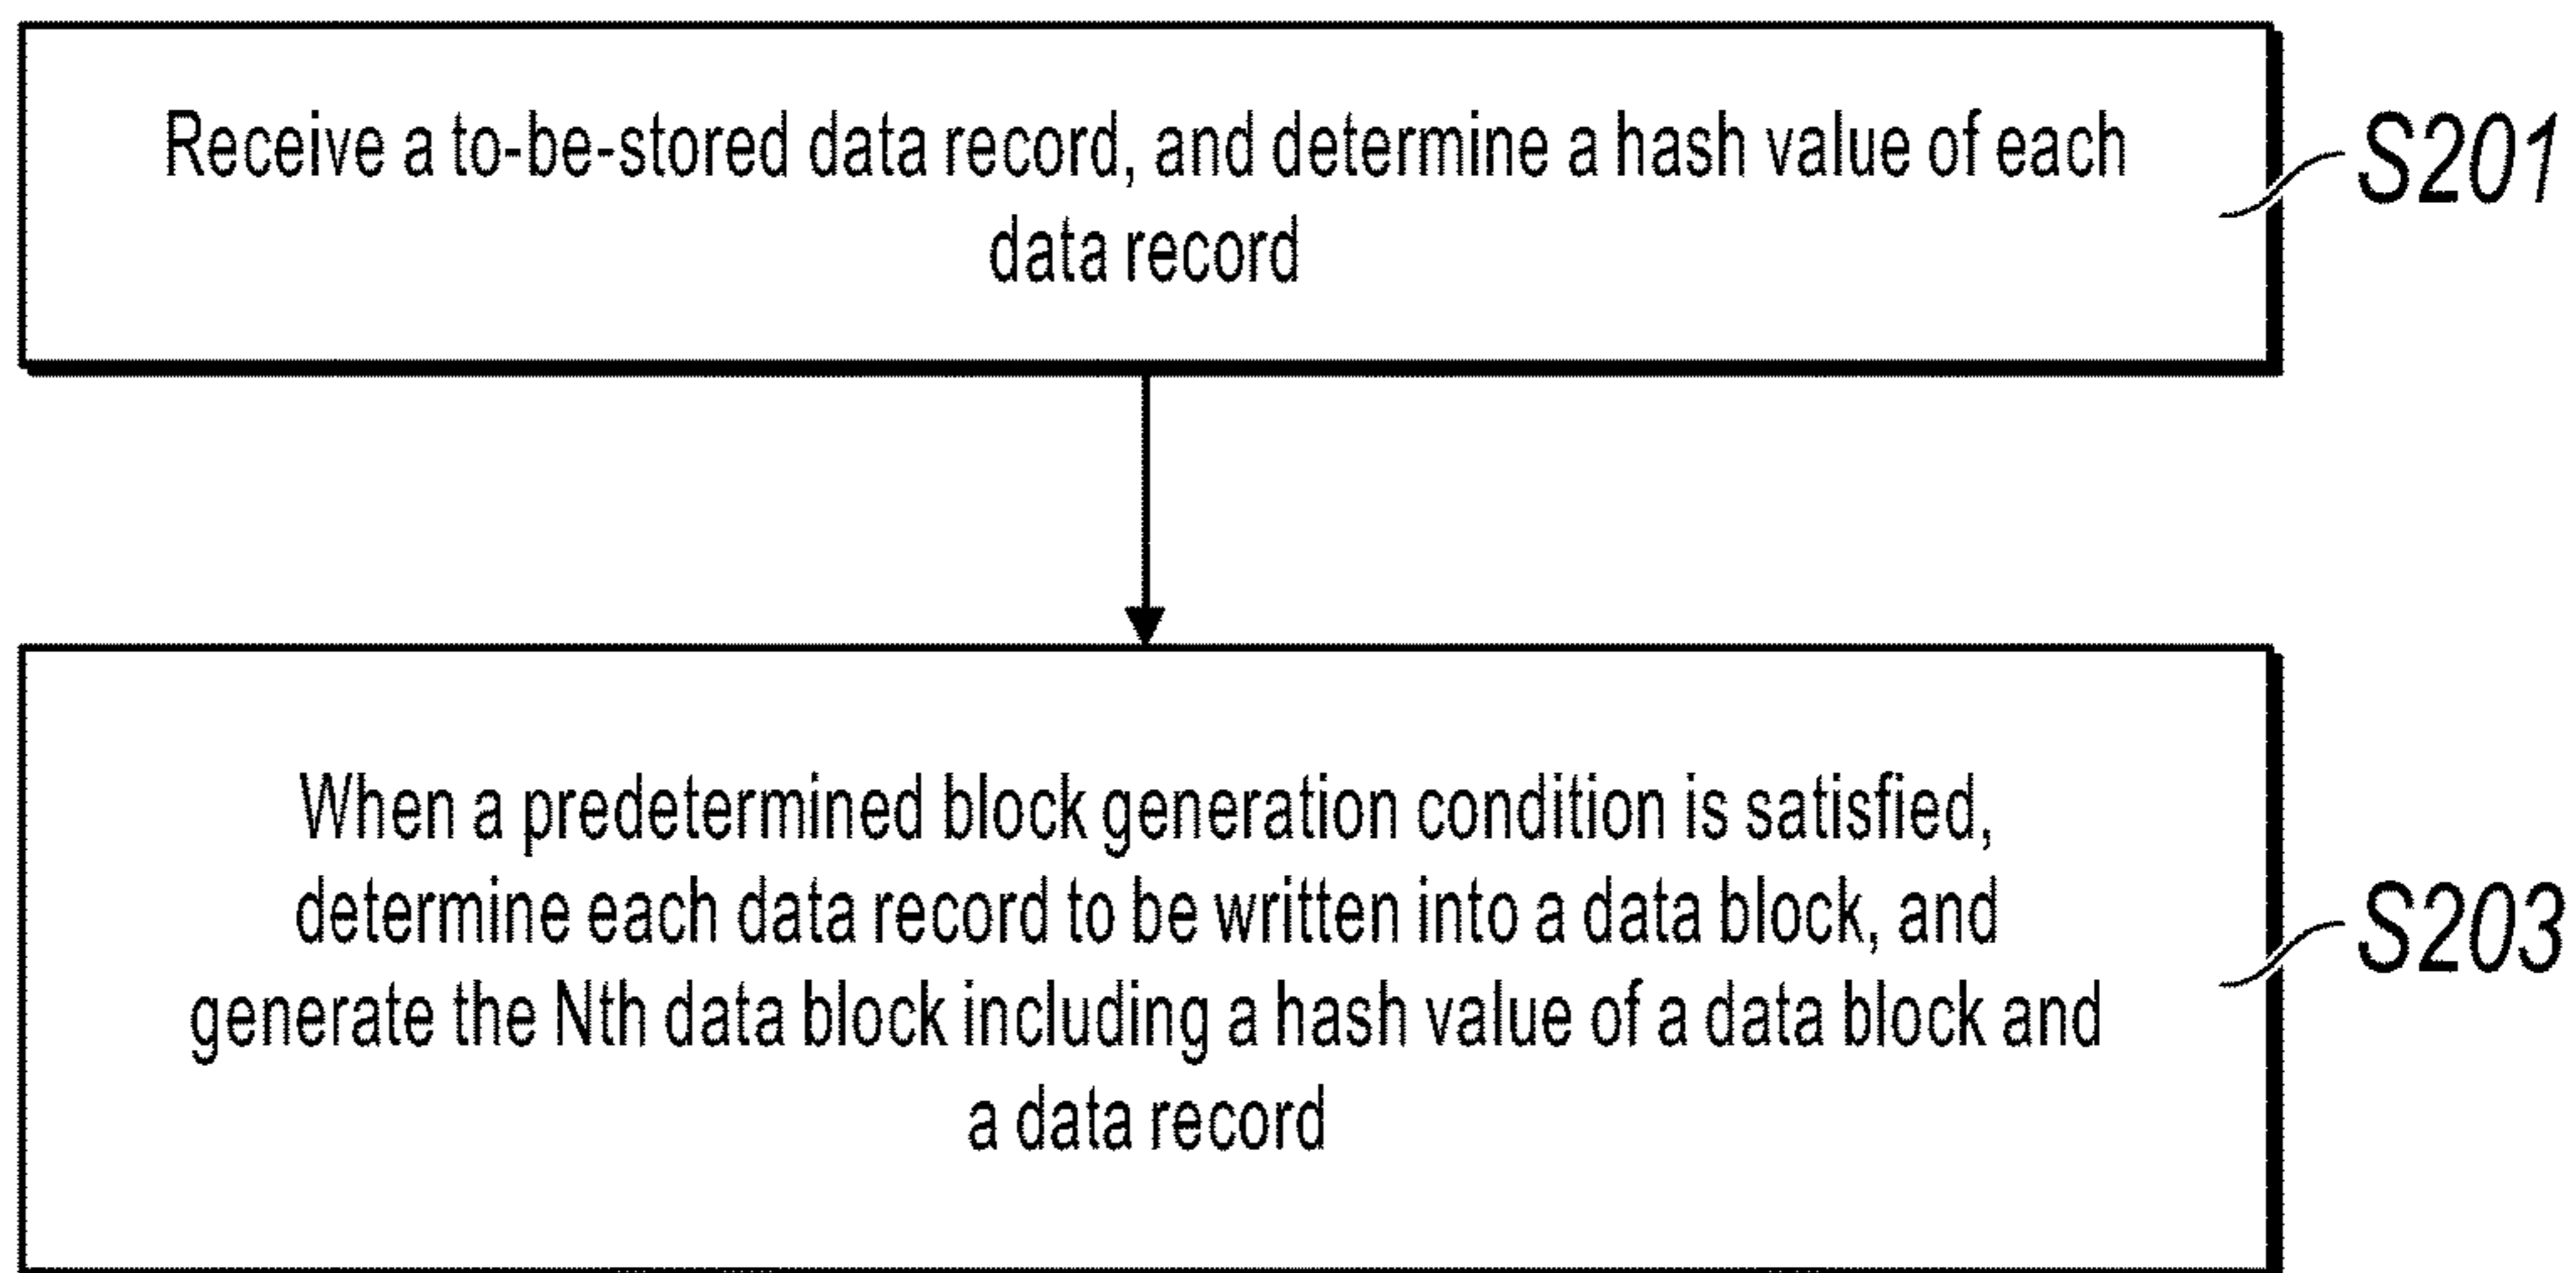 Receive a to-be-stored data record, and determine a hash value of each
data record
S201
When a predetermined block generation condition is satisfied,
determine each data record to be written into a data block, and
generate the Nth data block including a hash value of a data block and
a data record
S203